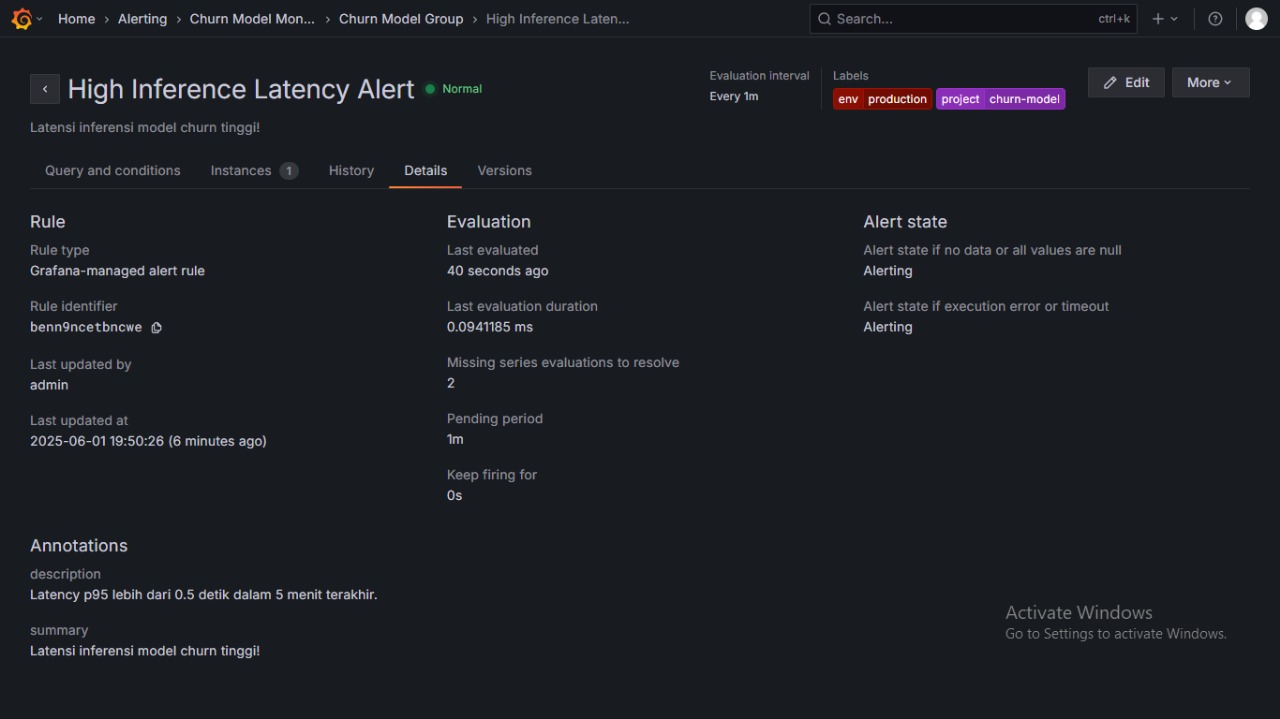 Home › Alerting › Churn Model Mon... › Churn Model Group › High Inference Laten...
Search... ctrl+k
High Inference Latency Alert Normal
Evaluation interval
Every 1m
Labels
env production project churn-model
Edit
More
Latensi inferensi model churn tinggi!
Query and conditions Instances 1 History Details Versions
Rule
Rule type
Grafana-managed alert rule
Rule identifier
benn9ncetbncwe
Last updated by
admin
Last updated at
2025-06-01 19:50:26 (6 minutes ago)
Evaluation
Last evaluated
40 seconds ago
Last evaluation duration
0.0941185 ms
Missing series evaluations to resolve
2
Pending period
1m
Keep firing for
0s
Alert state
Alert state if no data or all values are null
Alerting
Alert state if execution error or timeout
Alerting
Annotations
description
Latency p95 lebih dari 0.5 detik dalam 5 menit terakhir.
summary
Latensi inferensi model churn tinggi!
Activate Windows
Go to Settings to activate Windows.